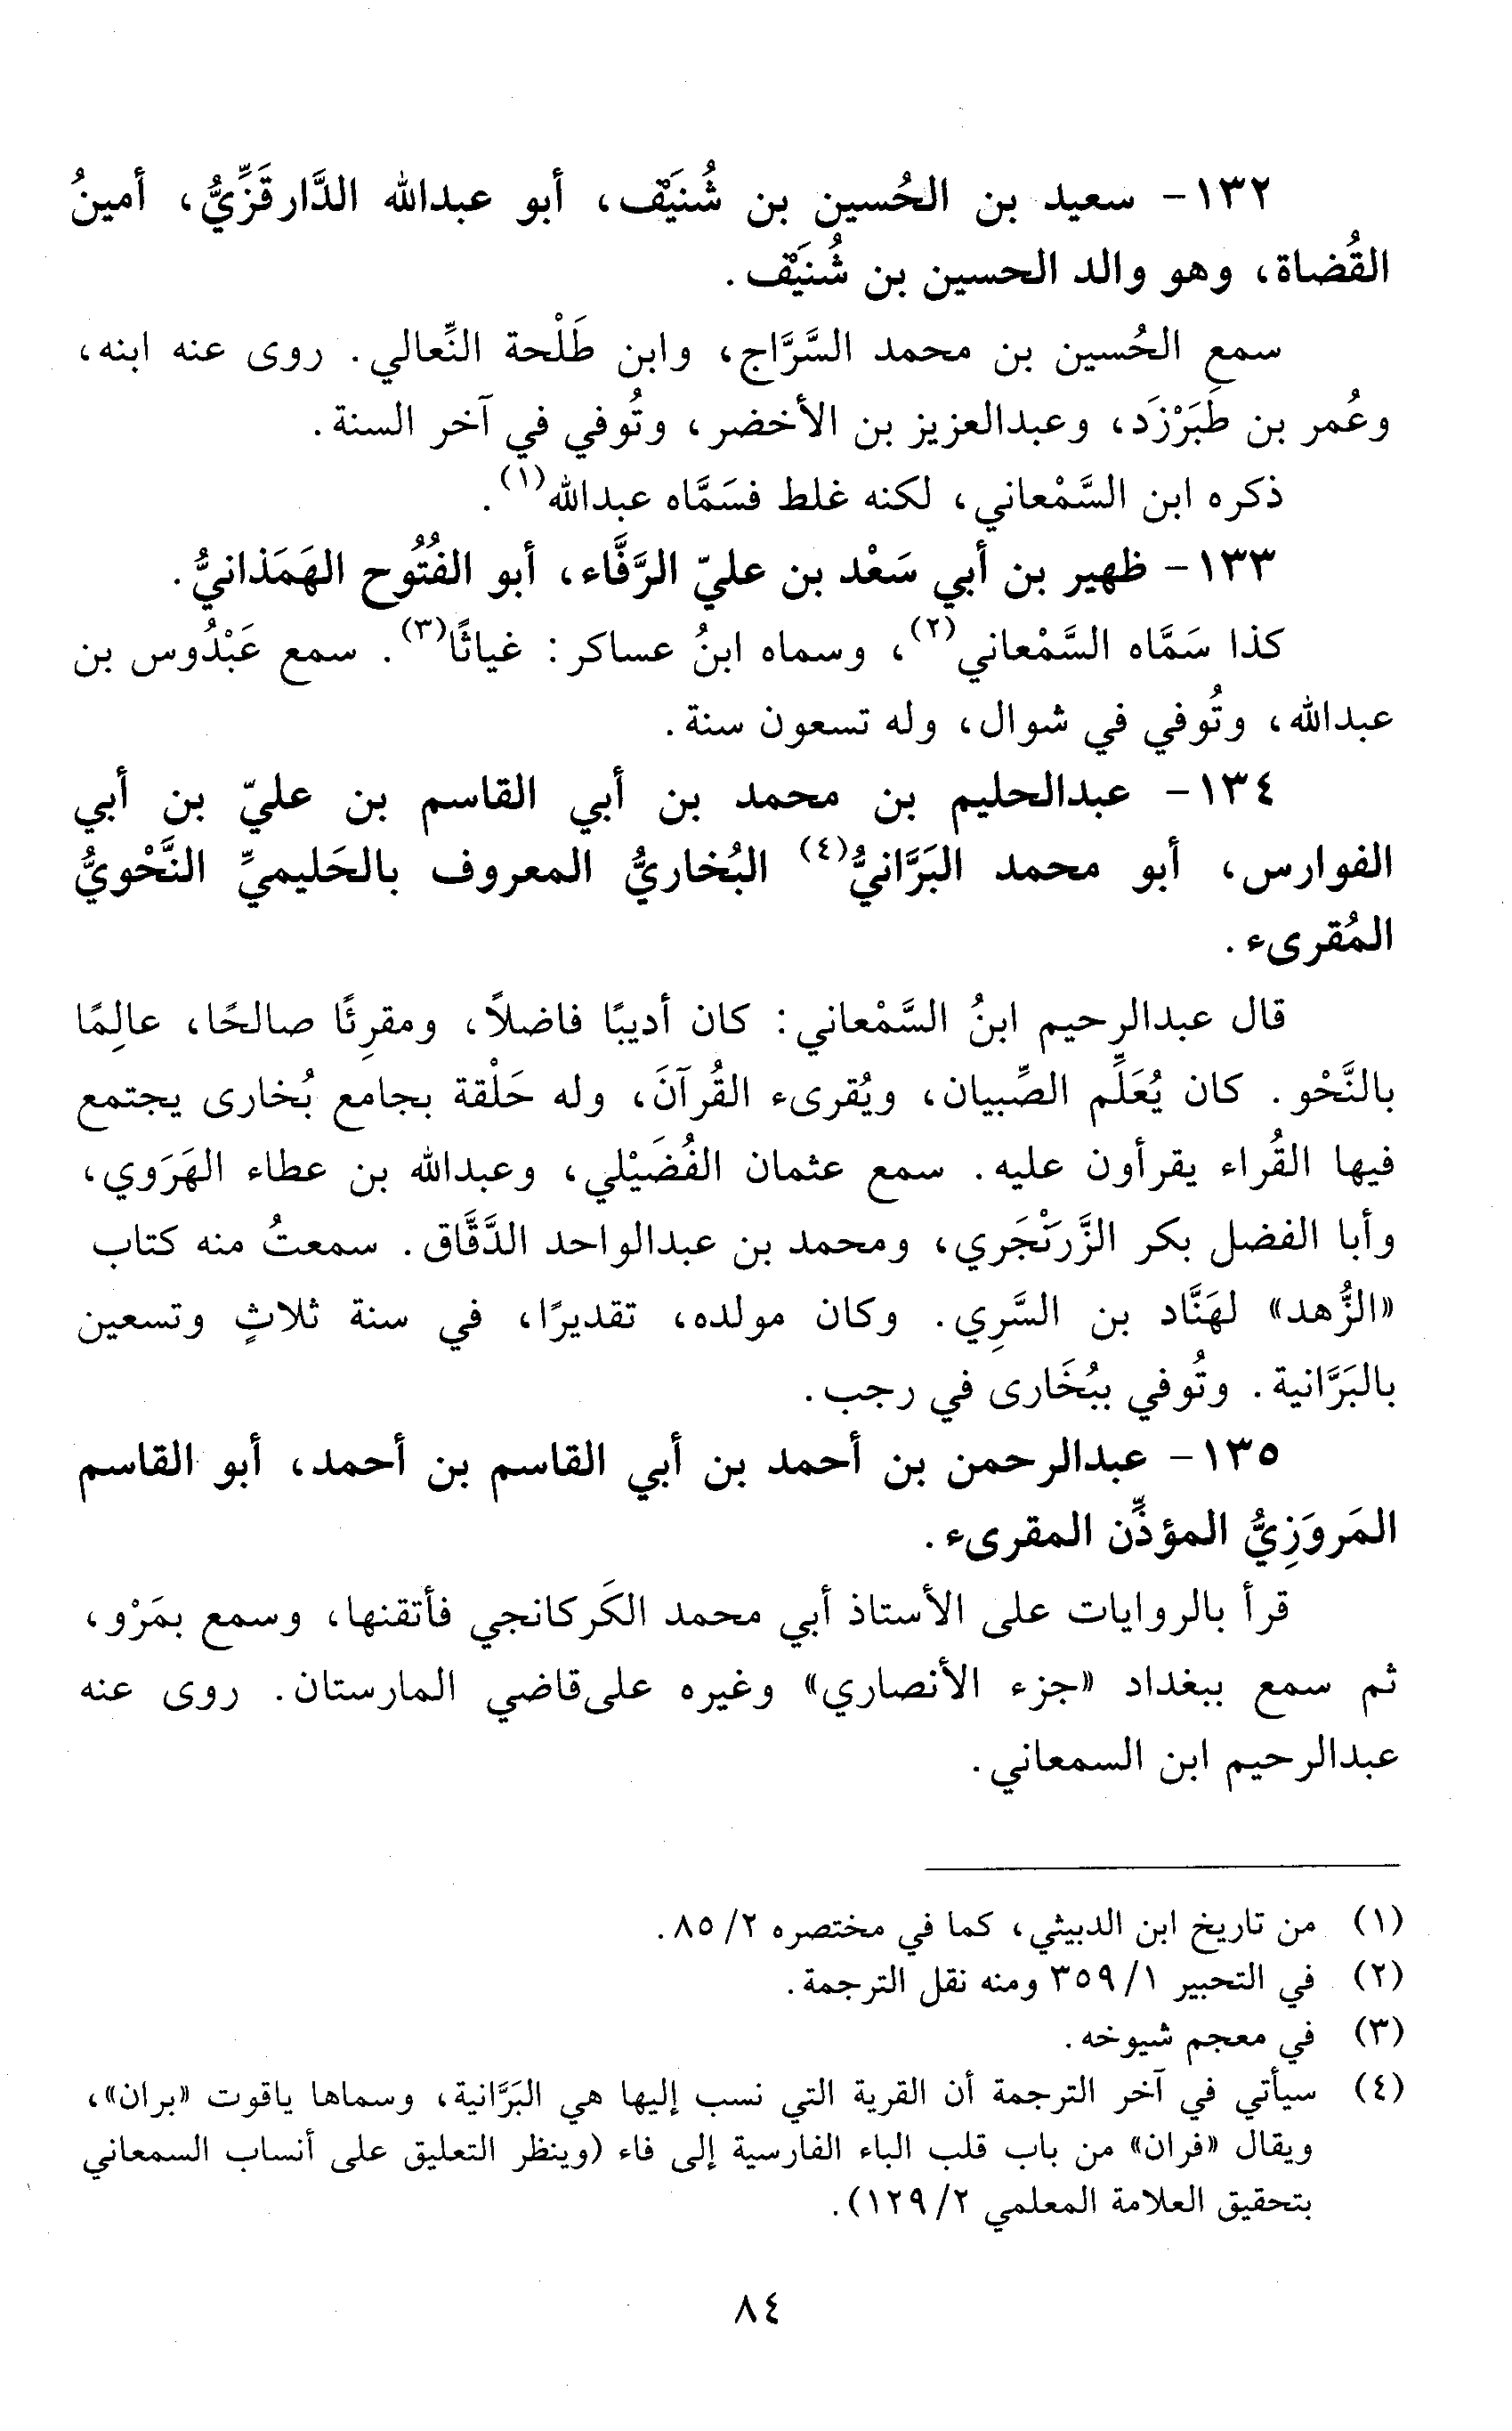 ١٣٢- سعيد بن الحُسين بن شُنَيْف، أبو عبدالله الدَّارقَزِّيُّ، أمينُ
القُضاة، وهو والد الحسين بن شُنَيْف.
سمع الحُسين بن محمد السَّرَّاج، وابن طَلْحة النِّعالي. روى عنه ابنه،
وعُمر بن طَبَرْزَد، وعبدالعزيز بن الأخضر، وتُوفي في آخر السنة.
ذكره ابن السَّمْعاني، لكنه غلط فسَمَّاه عبدالله(١).
١٣٣- ظهير بن أبي سَعْد بن عليّ الرَّفَّاء، أبو الفُتُوح الهَمَذانيُّ.
كذا سَمَّاه السَّمْعاني(٢)، وسماه ابنُ عساكر: غياثًا(٣). سمع عَبْدُوس بن
عبدالله، وتُوفي في شوال، وله تسعون سنة.
١٣٤- عبدالحليم بن محمد بن أبي القاسم بن عليّ بن أبي
الفوارس، أبو محمد البَرَّانيُّ(٤) البُخاريُّ المعروف بالحَليميِّ النَّحْويُّ
المُقرىء.
قال عبدالرحيم ابنُ السَّمْعاني: كان أديبًا فاضلاً، ومقرِئًا صالحًا، عالِمًا
بالنَّحْو. كان يُعَلِّم الصِّبيان، ويُقرىء القُرآنَ، وله حَلْقة بجامع بُخارى يجتمع
فيها القُراء يقرأون عليه. سمع عثمان الفُضَيْلي، وعبدالله بن عطاء الهَرَوي،
وأبا الفضل بكر الزَّرَنْجَري، ومحمد بن عبدالواحد الدَّقَّاق. سمعتُ منه كتاب
«الزُّهد» لهَنَّاد بن السَّرِي. وكان مولده، تقديرًا، في سنة ثلاثٍ وتسعين
بالبَرَّانية. وتُوفي ببُخَارى في رجب.
١٣٥- عبدالرحمن بن أحمد بن أبي القاسم بن أحمد، أبو القاسم
المَروَزِيُّ المؤذِّن المقرىء.
قرأ بالروايات على الأستاذ أبي محمد الكَركانجي فأتقنها، وسمع بمَرْو،
ثم سمع ببغداد «جزء الأنصاري» وغيره على قاضي المارستان. روى عنه
عبدالرحيم ابن السمعاني.
(١) من تاريخ ابن الدبيثي، كما في مختصره ٢/ ٨٥.
(٢) في التحبير ١/ ٣٥٩ ومنه نقل الترجمة.
(٣) في معجم شيوخه.
(٤) سيأتي في آخر الترجمة أن القرية التي نسب إليها هي البَرَّانية، وسماها ياقوت «بران»،
ويقال «فران» من باب قلب الباء الفارسية إلى فاء (وينظر التعليق على أنساب السمعاني
بتحقيق العلامة المعلمي ٢/ ١٢٩).
٨٤